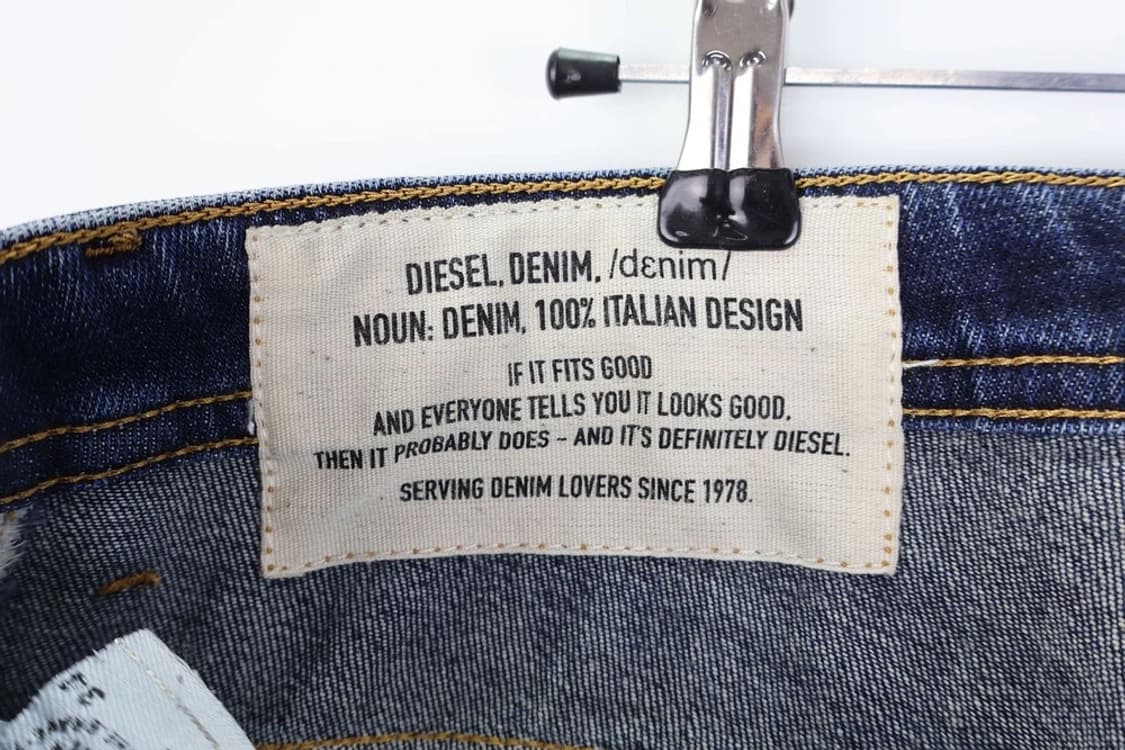 DIESEL, DENIM, /dɛnim/
NOUN: DENIM, 100% ITALIAN DESIGN
IF IT FITS GOOD
AND EVERYONE TELLS YOU IT LOOKS GOOD,
THEN IT PROBABLY DOES – AND IT'S DEFINITELY DIESEL.
SERVING DENIM LOVERS SINCE 1978.